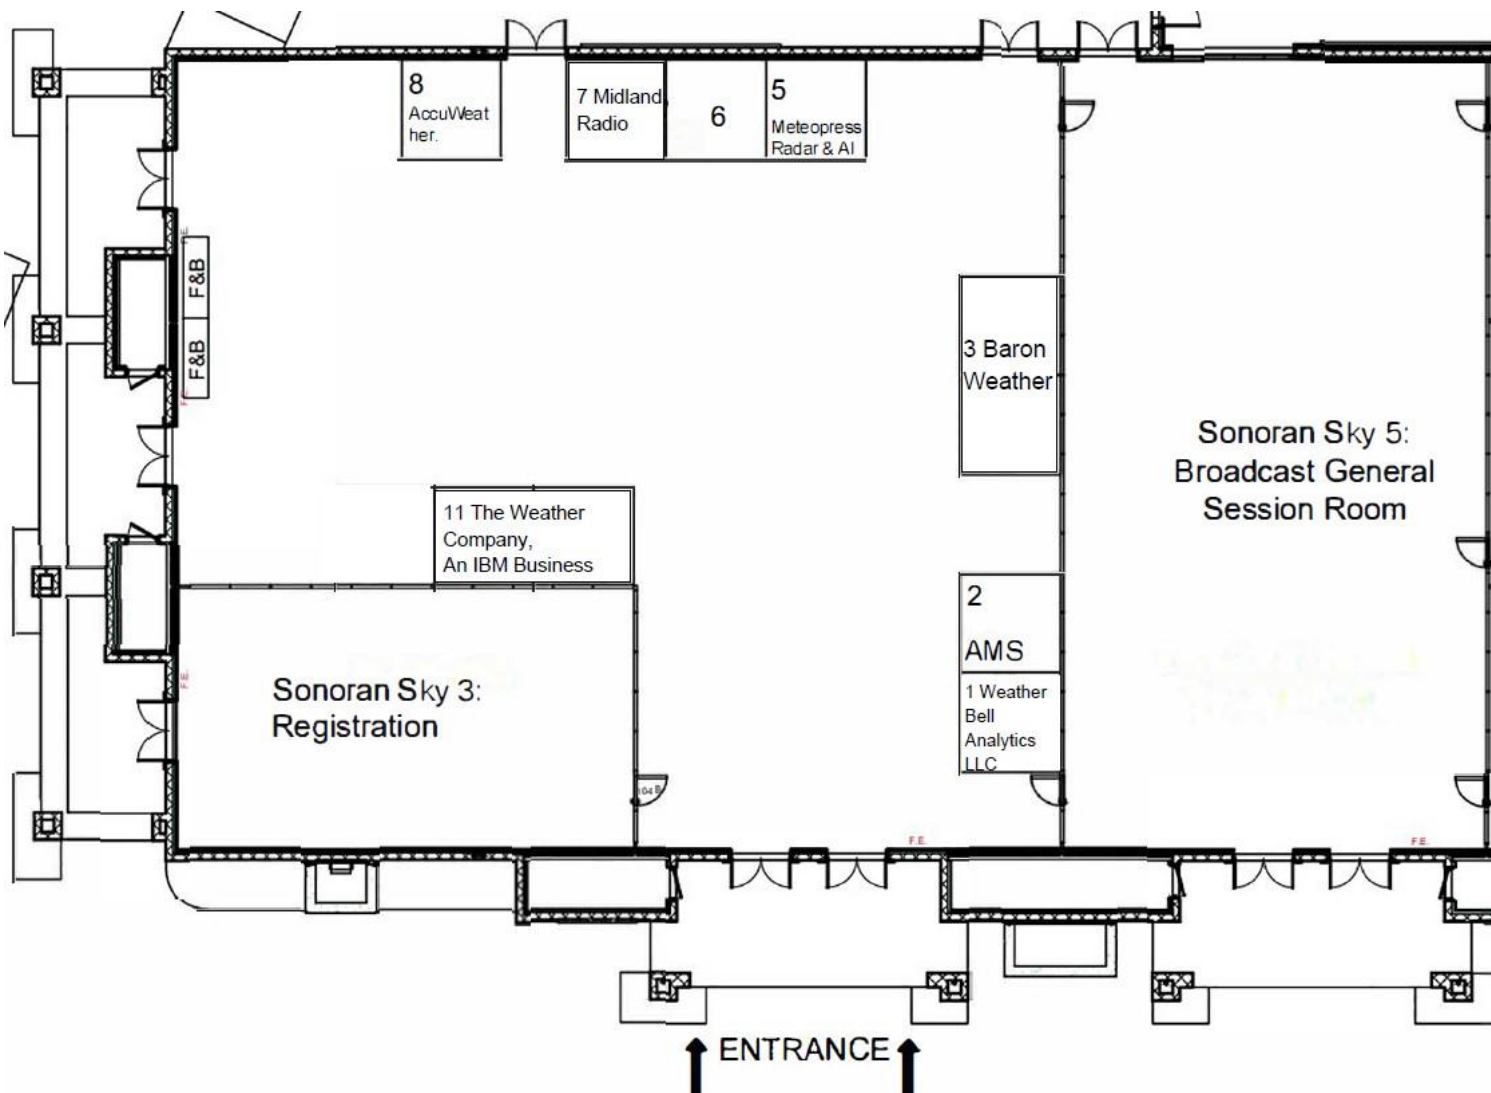 8
AccuWeat
her.
7 Midland
Radio
6
5
Meteopress
Radar & AI
F.E.
F&B
F&B
F.E.
3 Baron
Weather
Sonoran Sky 5:
Broadcast General
Session Room
11 The Weather
Company,
An IBM Business
2
AMS
1 Weather
Bell
Analytics
LLC
F.E.
Sonoran Sky 3:
Registration
F.E.
F.E.
ENTRANCE